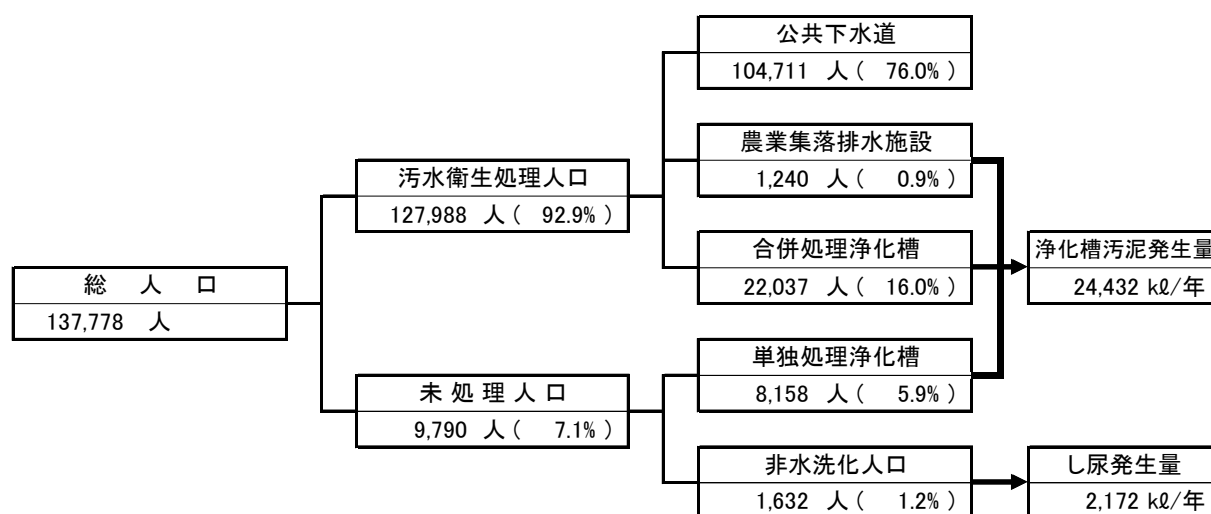 公共下水道
104,711 人 ( 76.0% )
農業集落排水施設
1,240 人 ( 0.9% )
汚水衛生処理人口
127,988 人 ( 92.9% )
合併処理浄化槽
22,037 人 ( 16.0% )
浄化槽汚泥発生量
24,432 kℓ/年
総 人 口
137,778 人
単独処理浄化槽
8,158 人 ( 5.9% )
未 処 理 人 口
9,790 人 ( 7.1% )
非水洗化人口
1,632 人 ( 1.2% )
し尿発生量
2,172 kℓ/年